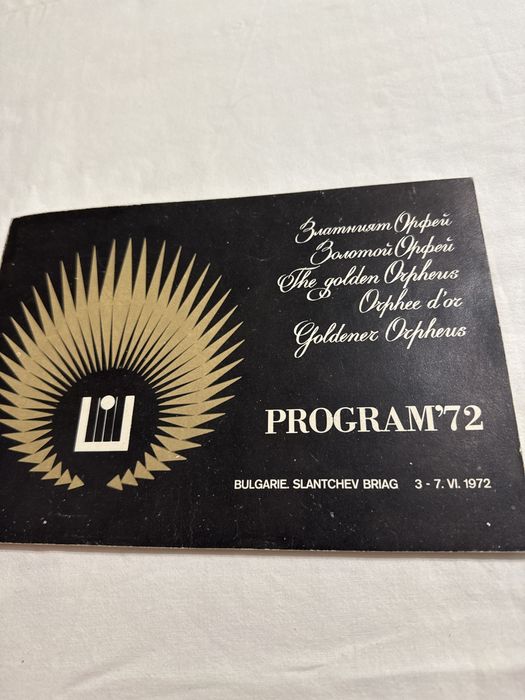 Златният Орфей
Золотой Орфей
The golden Orpheus
Orphee d'or
Goldener Orpheus
PROGRAM'72
BULGARIE. SLANTCHEV BRIAG 3 - 7. VI. 1972